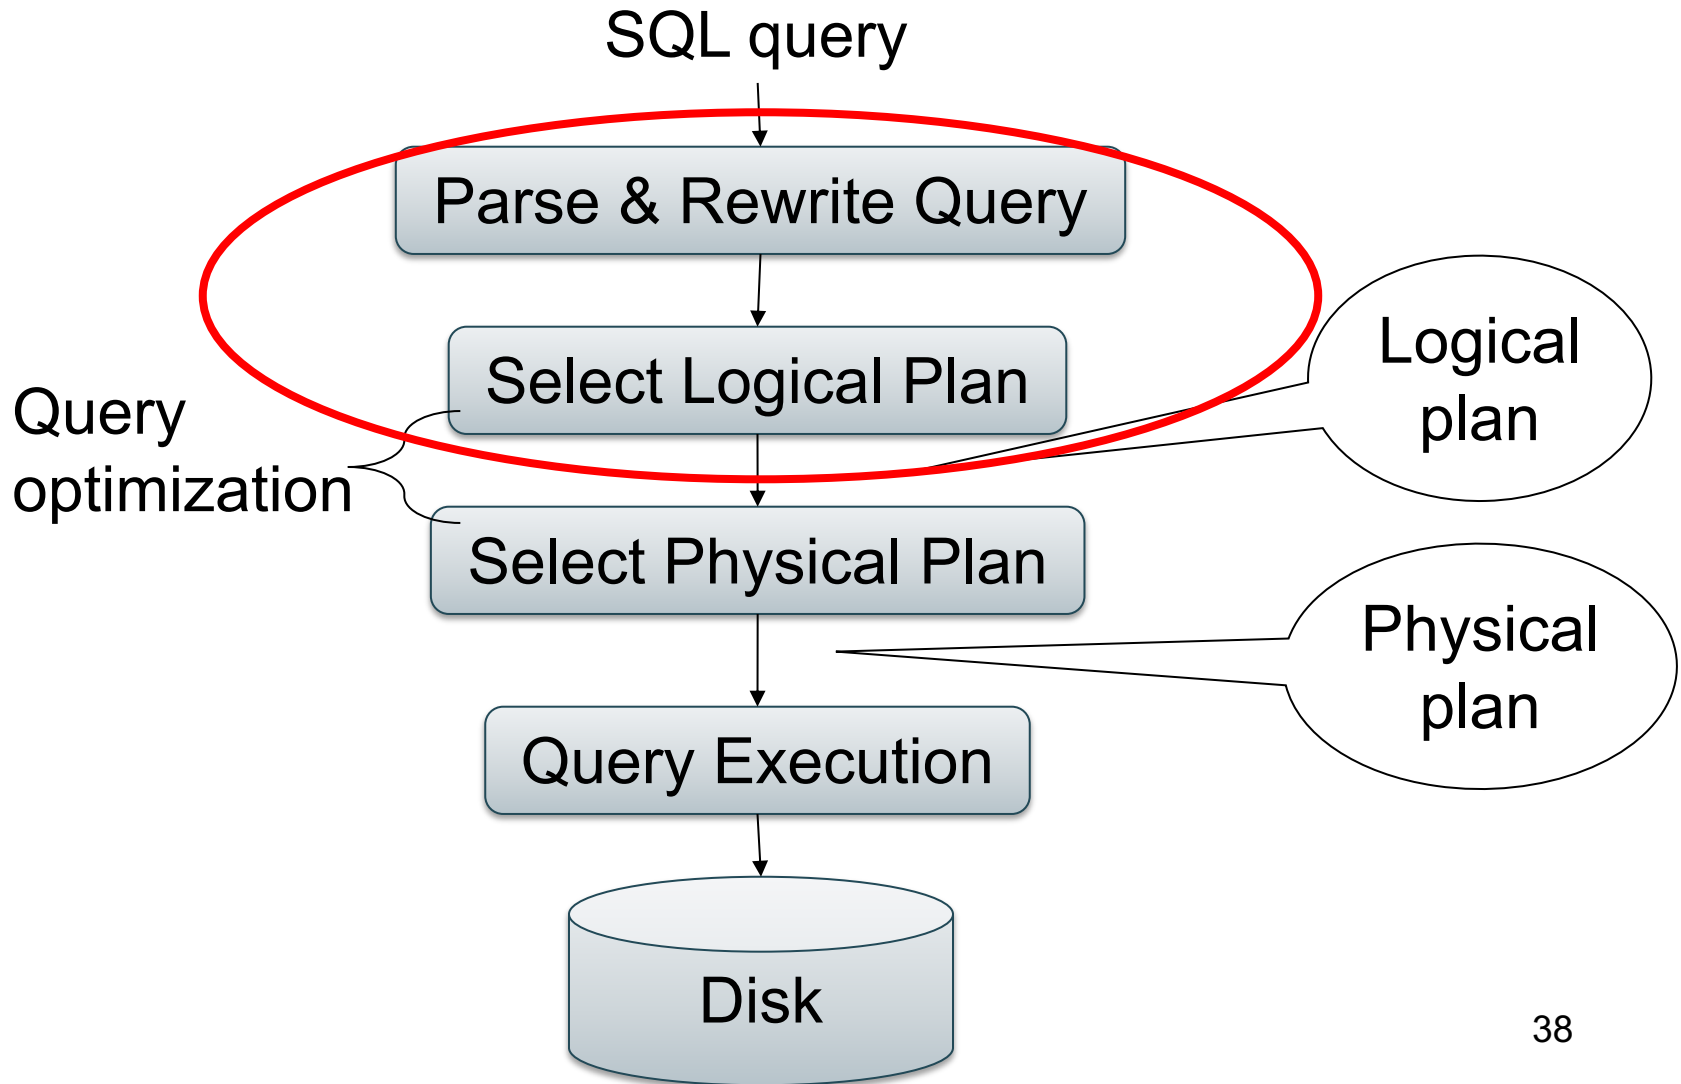 SQL query
Parse & Rewrite Query
Select Logical Plan
Logical
plan
Query
optimization
Select Physical Plan
Physical
plan
Query Execution
Disk
38